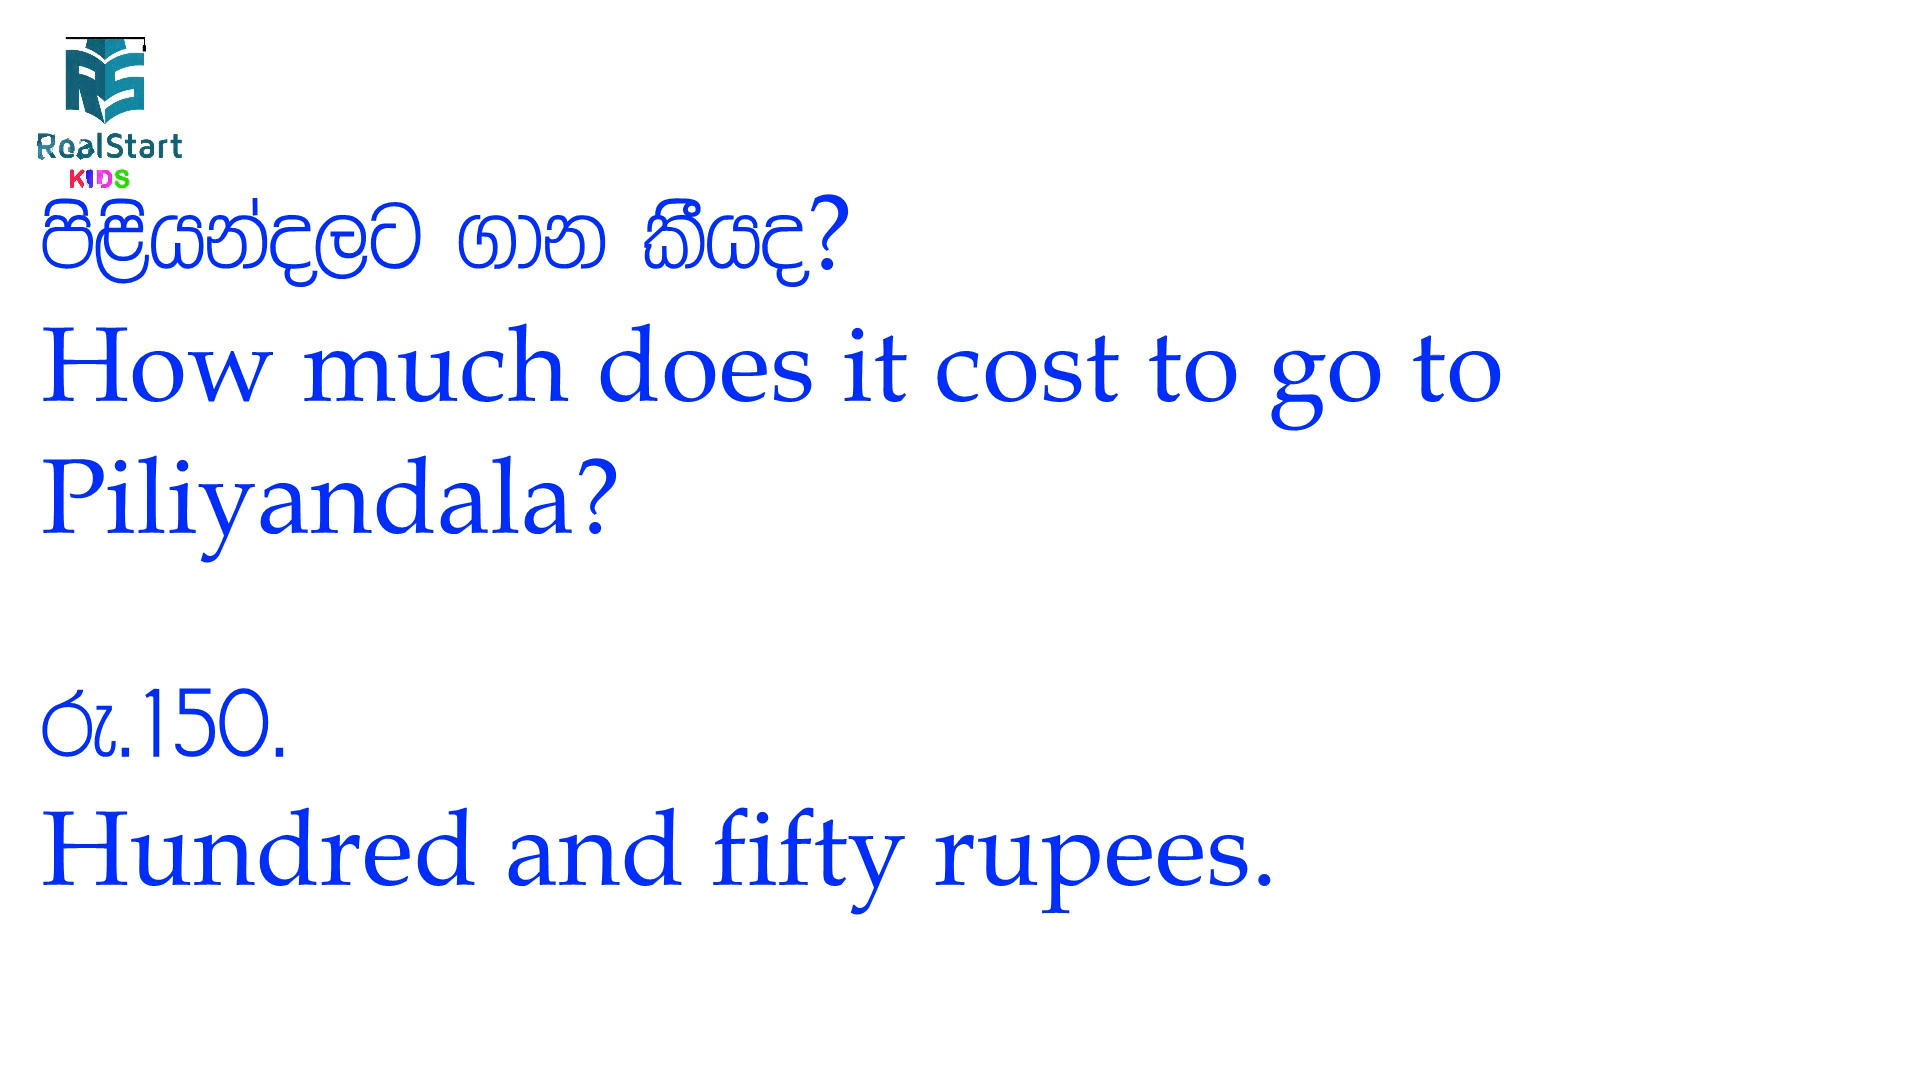 RS
RealStart
KIDS
පිළියන්දලට ගාන කීයද?
How much does it cost to go to
Piliyandala?
රු.150.
Hundred and fifty rupees.